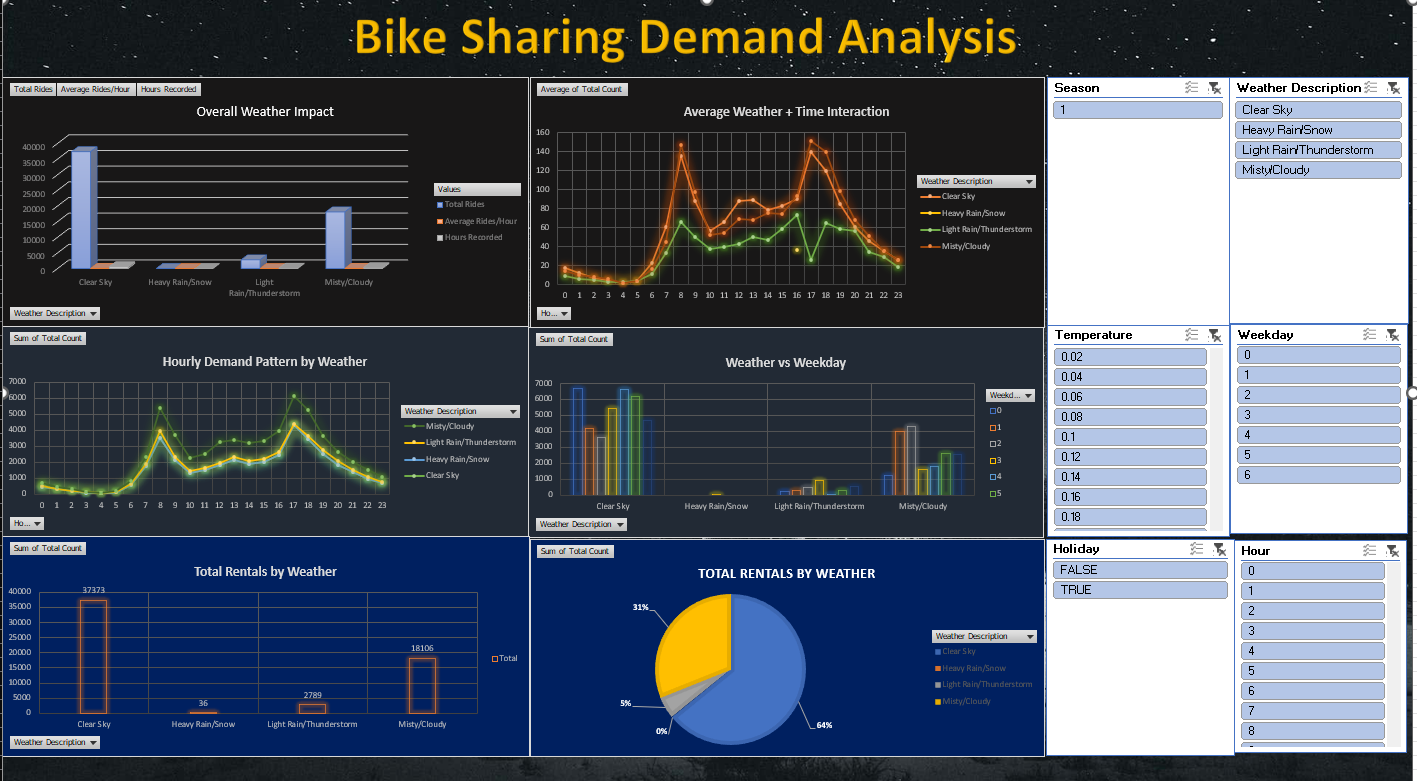 Bike Sharing Demand Analysis
Total Rides Average Rides/Hour Hours Recorded
Overall Weather Impact
40000
35000
30000
25000
20000
15000
10000
5000
0
Clear Sky Heavy Rain/Snow Light Rain/Thunderstorm Misty/Cloudy
Values
Total Rides
Average Rides/Hour
Hours Recorded
Weather Description
Average of Total Count
Average Weather + Time Interaction
160
140
120
100
80
60
40
20
0
0 1 2 3 4 5 6 7 8 9 10 11 12 13 14 15 16 17 18 19 20 21 22 23
Weather Description
Clear Sky
Heavy Rain/Snow
Light Rain/Thunderstorm
Misty/Cloudy
Ho...
Season
1
Weather Description
Clear Sky
Heavy Rain/Snow
Light Rain/Thunderstorm
Misty/Cloudy
Sum of Total Count
Hourly Demand Pattern by Weather
7000
6000
5000
4000
3000
2000
1000
0
0 1 2 3 4 5 6 7 8 9 10 11 12 13 14 15 16 17 18 19 20 21 22 23
Weather Description
Misty/Cloudy
Light Rain/Thunderstorm
Heavy Rain/Snow
Clear Sky
Ho...
Sum of Total Count
Weather vs Weekday
7000
6000
5000
4000
3000
2000
1000
0
Clear Sky Heavy Rain/Snow Light Rain/Thunderstorm Misty/Cloudy
Weekd...
0
1
2
3
4
5
Weather Description
Temperature
0.02
0.04
0.06
0.08
0.1
0.12
0.14
0.16
0.18
Weekday
0
1
2
3
4
5
6
Sum of Total Count
Total Rentals by Weather
40000
35000
30000
25000
20000
15000
10000
5000
0
37373
36
2789
18106
Clear Sky Heavy Rain/Snow Light Rain/Thunderstorm Misty/Cloudy
Total
Weather Description
Sum of Total Count
TOTAL RENTALS BY WEATHER
31%
5%
0%
64%
Weather Description
Clear Sky
Heavy Rain/Snow
Light Rain/Thunderstorm
Misty/Cloudy
Holiday
FALSE
TRUE
Hour
0
1
2
3
4
5
6
7
8